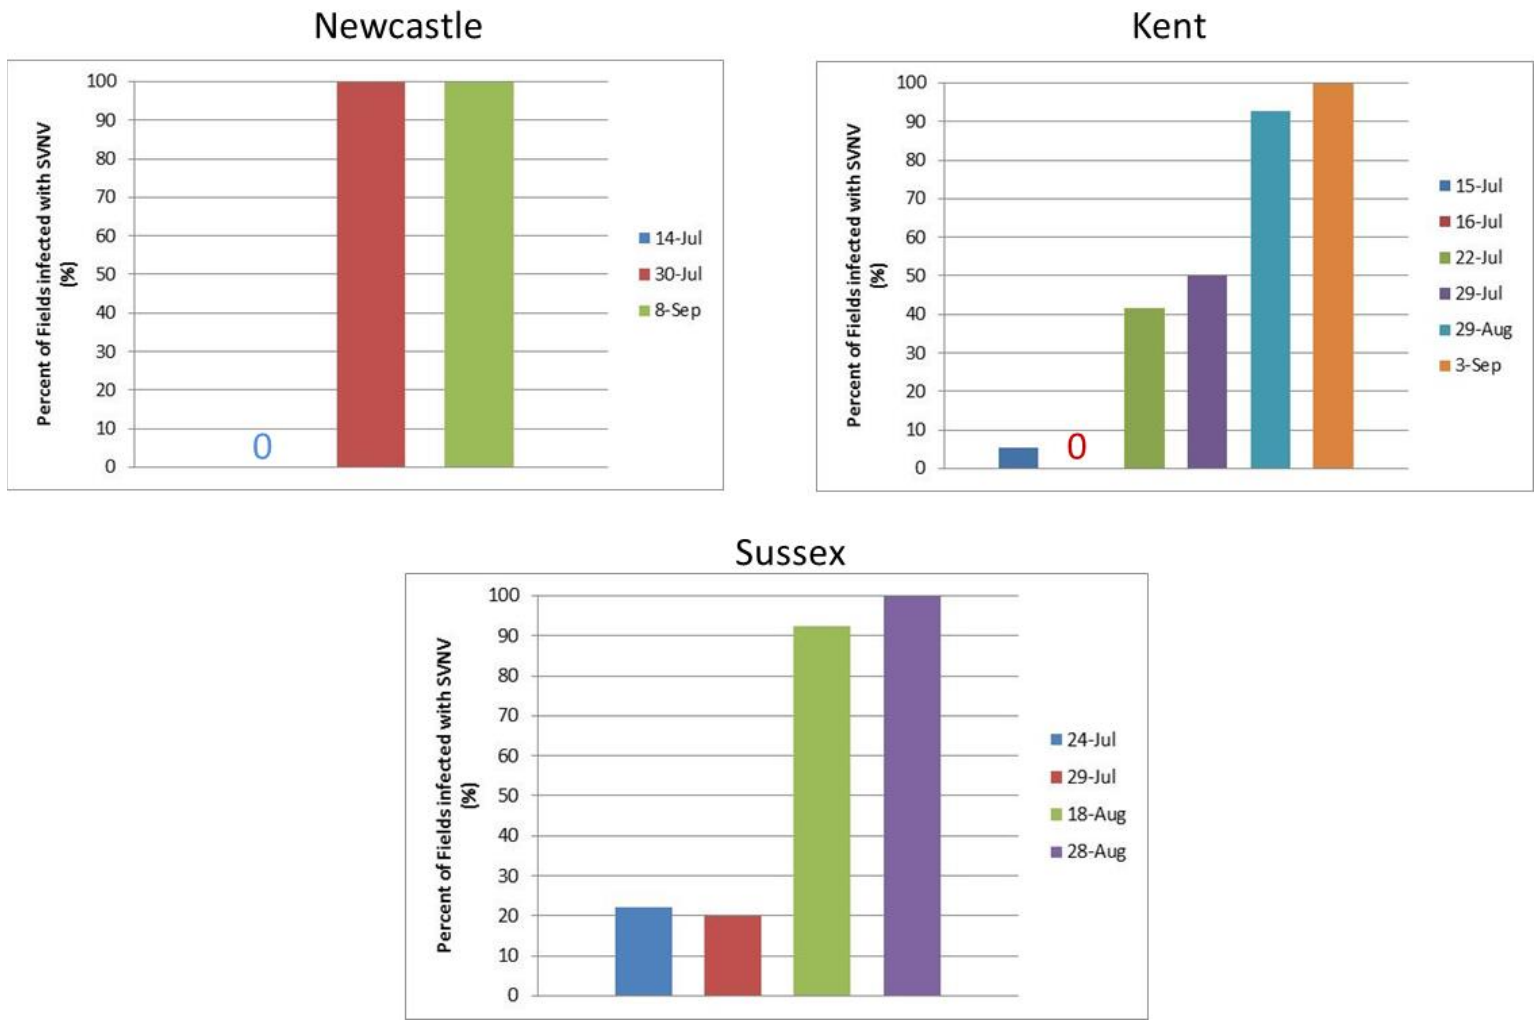 Newcastle
Percent of Fields infected with SVNV
(%)
100
90
80
70
60
50
40
30
20
10
0
0
14-Jul
30-Jul
8-Sep
Kent
Percent of Fields infected with SVNV
(%)
100
90
80
70
60
50
40
30
20
10
0
0
15-Jul
16-Jul
22-Jul
29-Jul
29-Aug
3-Sep
Sussex
Percent of Fields infected with SVNV
(%)
100
90
80
70
60
50
40
30
20
10
0
24-Jul
29-Jul
18-Aug
28-Aug